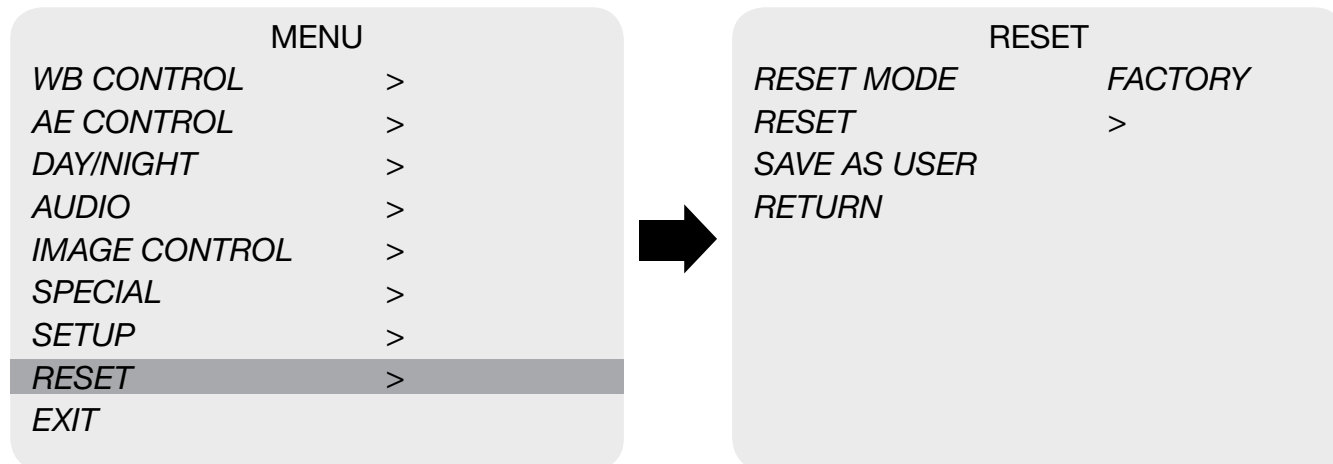 MENU
WB CONTROL >
AE CONTROL >
DAY/NIGHT >
AUDIO >
IMAGE CONTROL >
SPECIAL >
SETUP >
RESET >
EXIT
RESET
RESET MODE FACTORY
RESET >
SAVE AS USER
RETURN